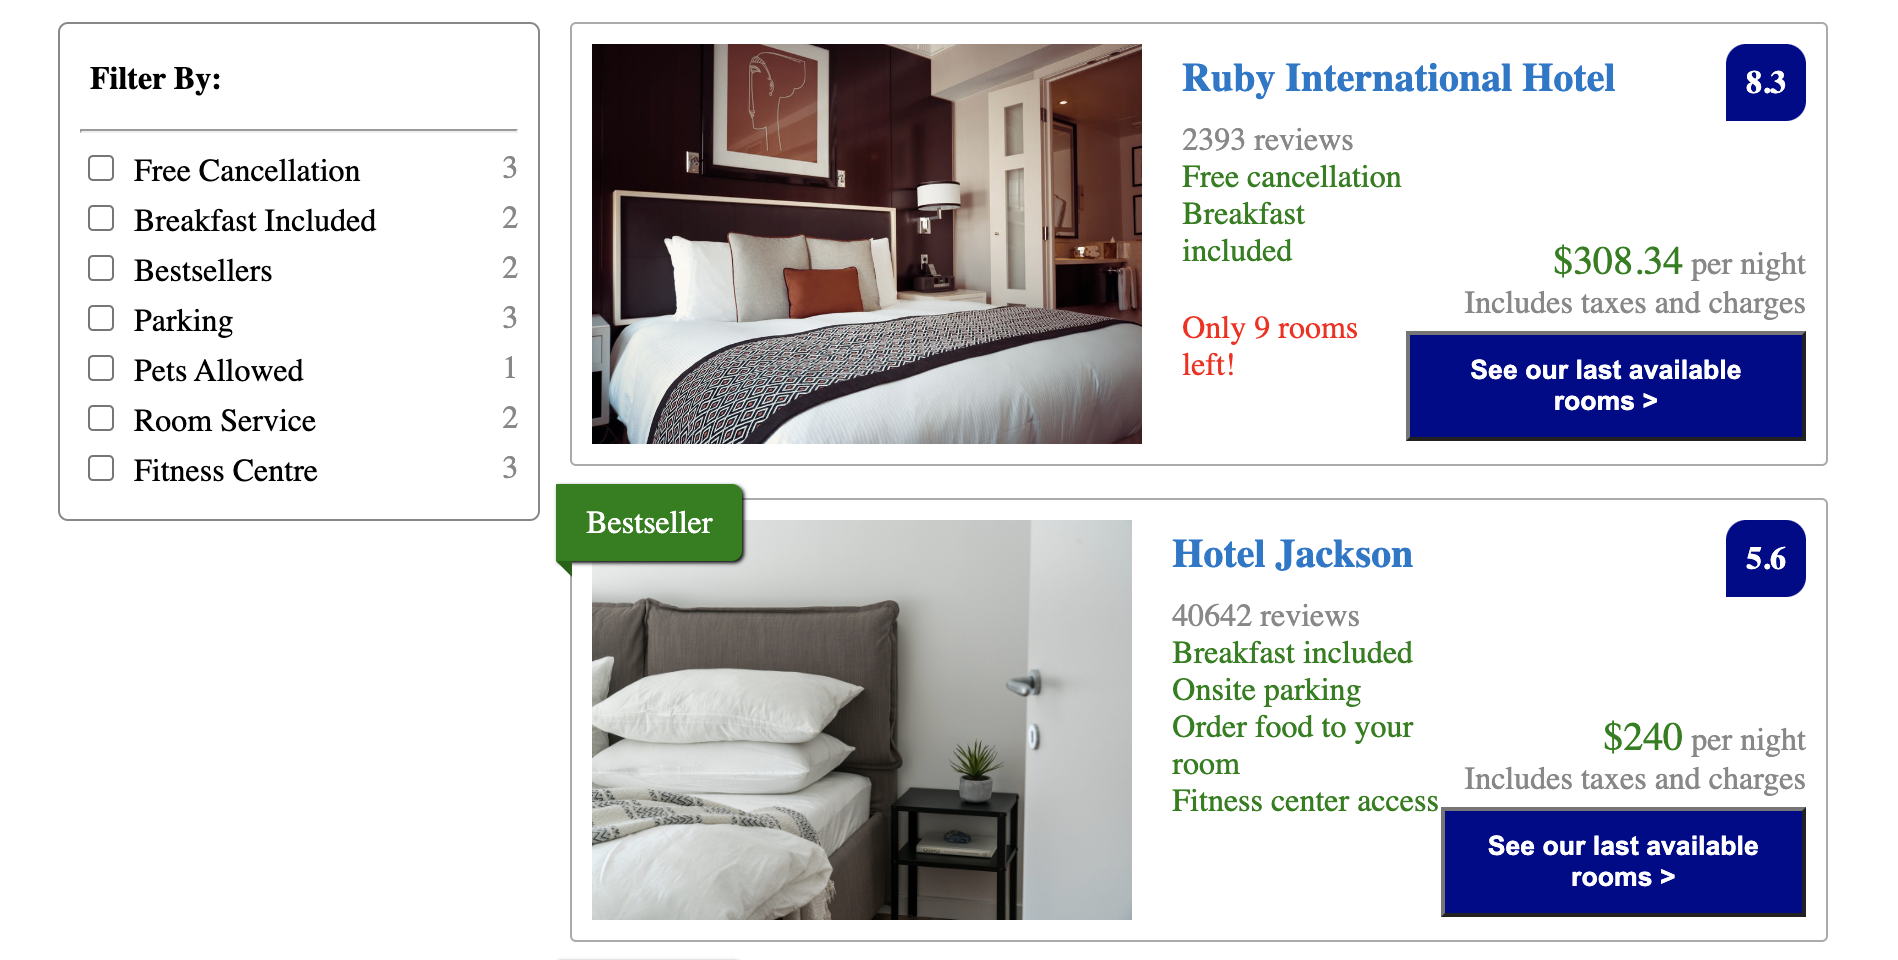 Filter By:
Free Cancellation 3
Breakfast Included 2
Bestsellers 2
Parking 3
Pets Allowed 1
Room Service 2
Fitness Centre 3
Ruby International Hotel
8.3
2393 reviews
Free cancellation
Breakfast
included
Only 9 rooms
left!
$308.34 per night
Includes taxes and charges
See our last available
rooms >
Bestseller
Hotel Jackson
5.6
40642 reviews
Breakfast included
Onsite parking
Order food to your
room
Fitness center access
$240 per night
Includes taxes and charges
See our last available
rooms >